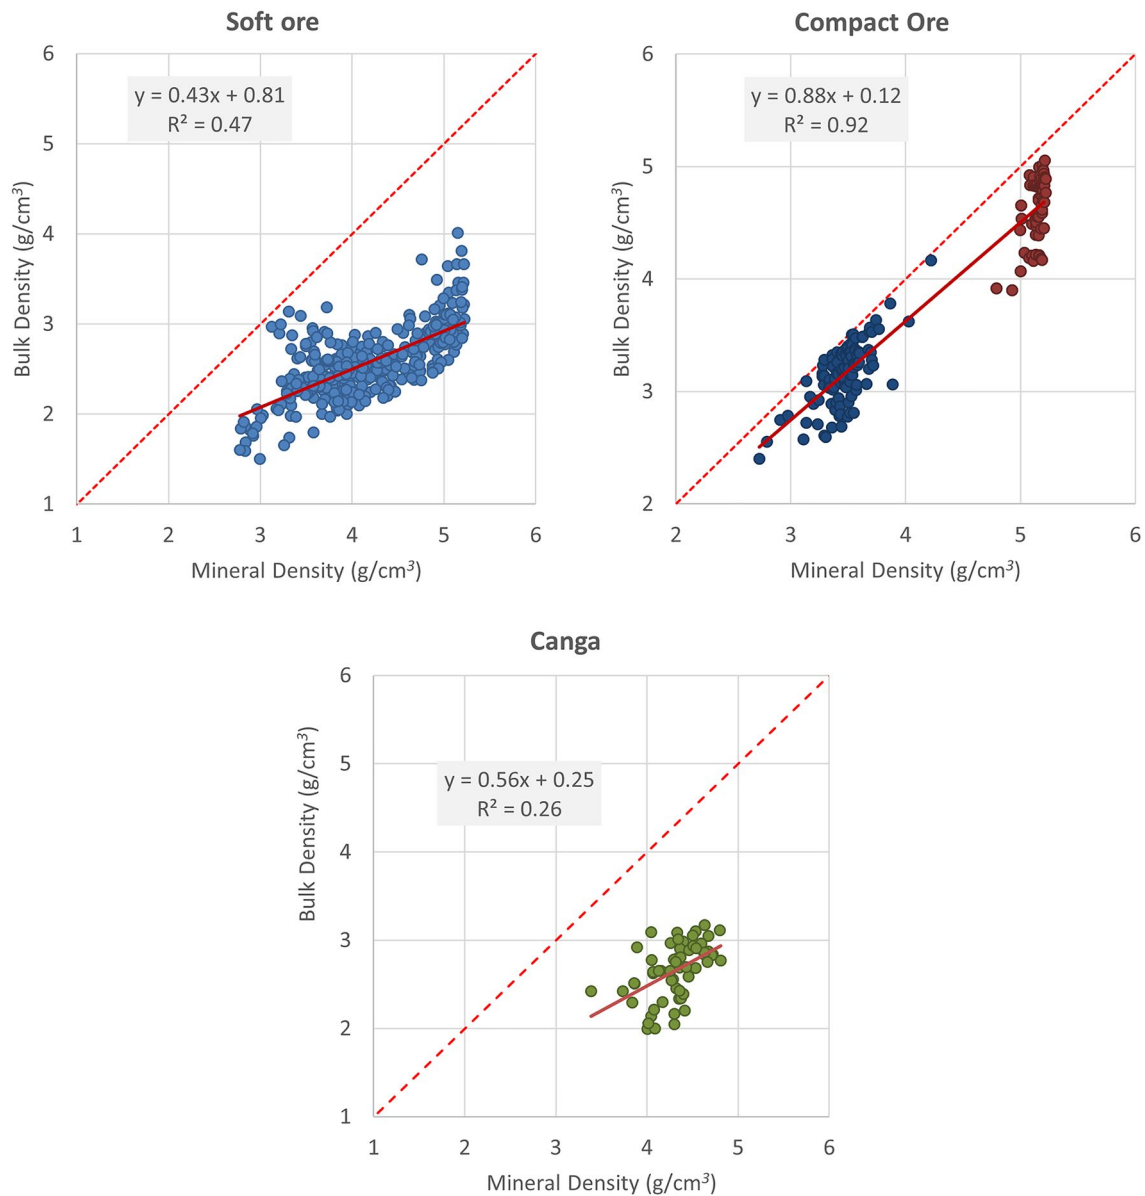 Soft ore
6
5
4
3
2
1
y = 0.43x + 0.81
R² = 0.47
Bulk Density (g/cm³)
1 2 3 4 5 6
Mineral Density (g/cm³)
Compact Ore
6
5
4
3
2
y = 0.88x + 0.12
R² = 0.92
Bulk Density (g/cm³)
2 3 4 5 6
Mineral Density (g/cm³)
Canga
6
5
4
3
2
1
y = 0.56x + 0.25
R² = 0.26
Bulk Density (g/cm³)
1 2 3 4 5 6
Mineral Density (g/cm³)